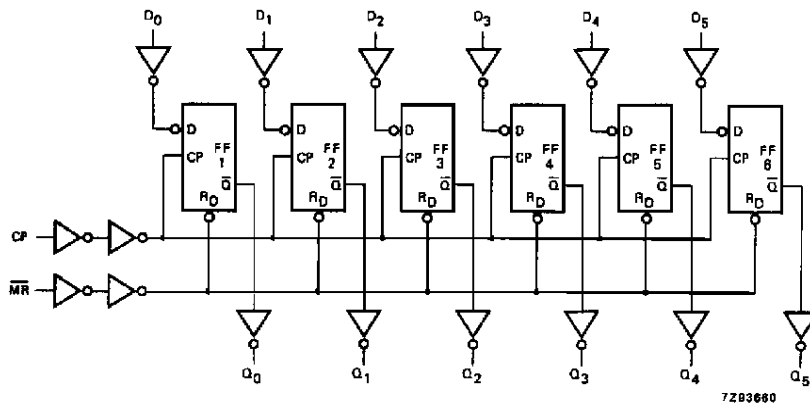 D0 D1 D2 D3 D4 D5
D FF 1 CP Q̅ RD
D FF 2 CP Q̅ RD
D FF 3 CP Q̅ RD
D FF 4 CP Q̅ RD
D FF 5 CP Q̅ RD
D FF 6 CP Q̅ RD
CP
M̅R̅
Q0 Q1 Q2 Q3 Q4 Q5
7Z93660